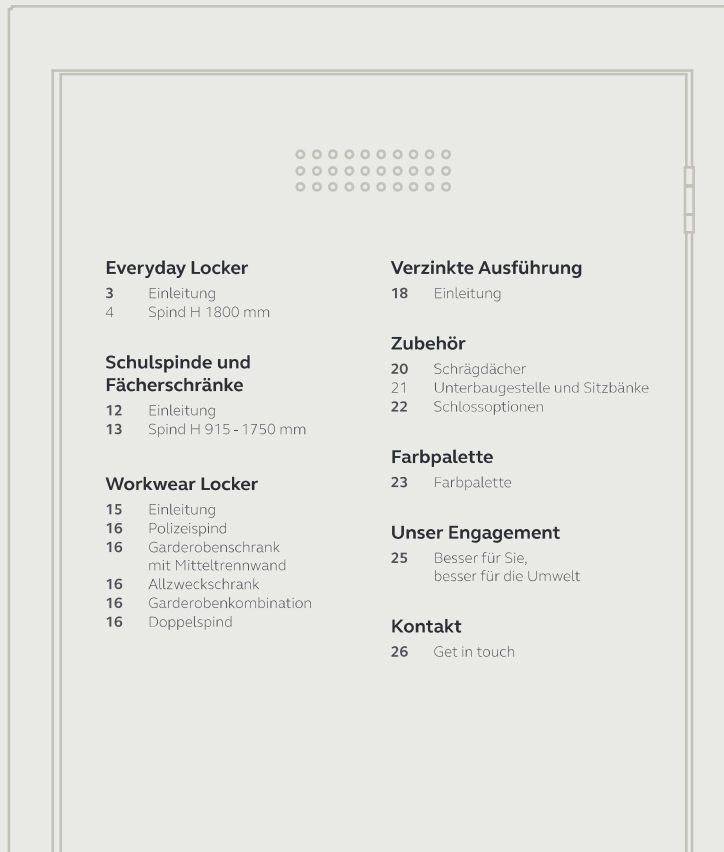 Everyday Locker
3 Einleitung
4 Spind H 1800 mm
Schulspinde und
Fächerschränke
12 Einleitung
13 Spind H 915 - 1750 mm
Workwear Locker
15 Einleitung
16 Polizeispind
16 Garderobenschrank
mit Mitteltrennwand
16 Allzweckschrank
16 Garderobenkombination
16 Doppelspind
Verzinkte Ausführung
18 Einleitung
Zubehör
20 Schrägdächer
21 Unterbaugestelle und Sitzbänke
22 Schlossoptionen
Farbpalette
23 Farbpalette
Unser Engagement
25 Besser für Sie,
besser für die Umwelt
Kontakt
26 Get in touch